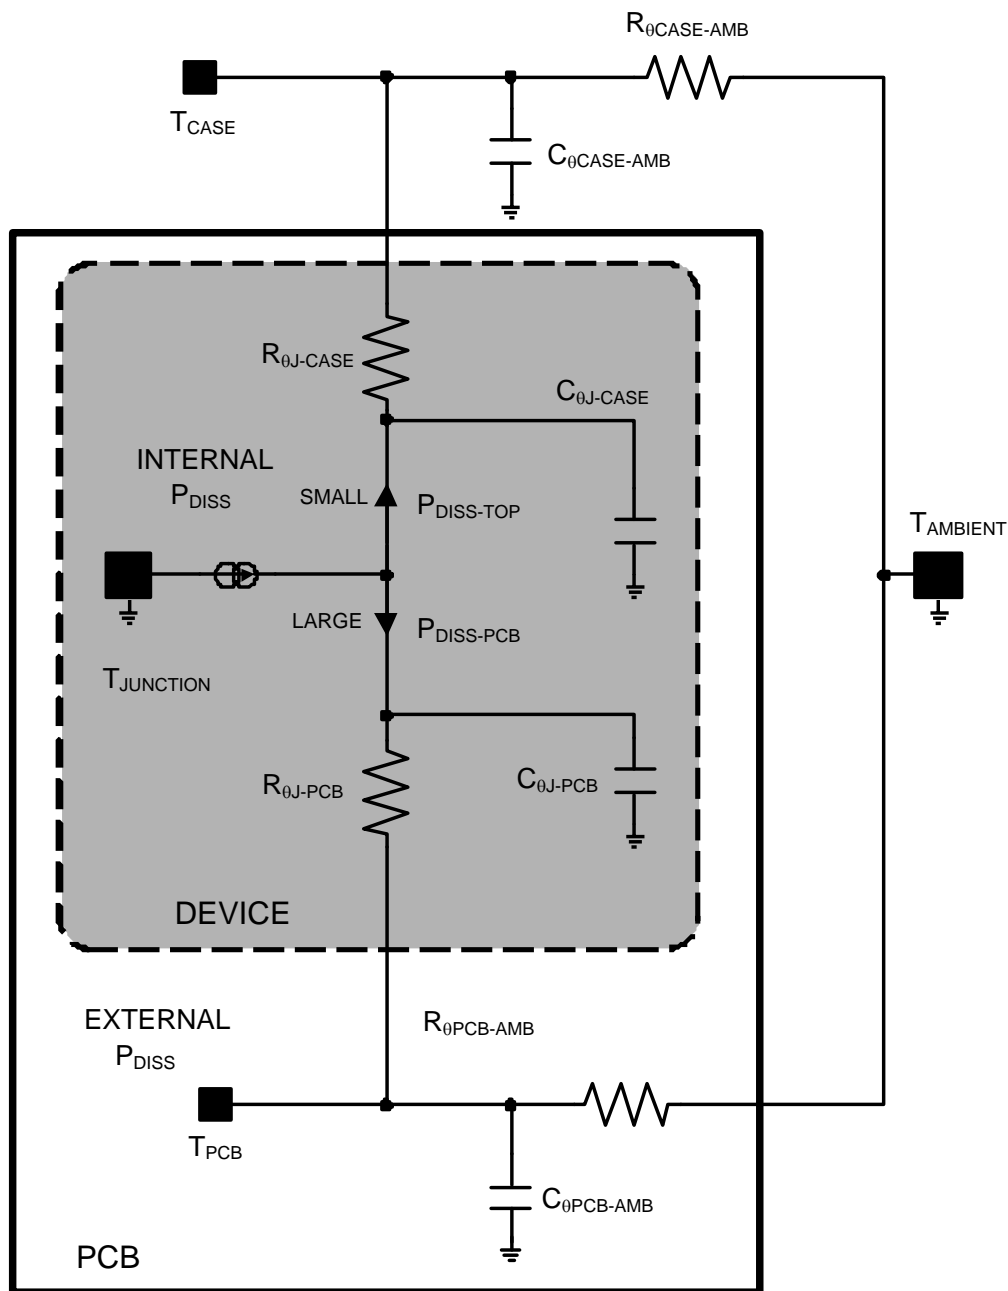 RθCASE-AMB
TCASE
CθCASE-AMB
RθJ-CASE
CθJ-CASE
INTERNAL
PDISS
SMALL
PDISS-TOP
TAMBIENT
LARGE
PDISS-PCB
TJUNCTION
RθJ-PCB
CθJ-PCB
DEVICE
EXTERNAL
PDISS
RθPCB-AMB
TPCB
CθPCB-AMB
PCB